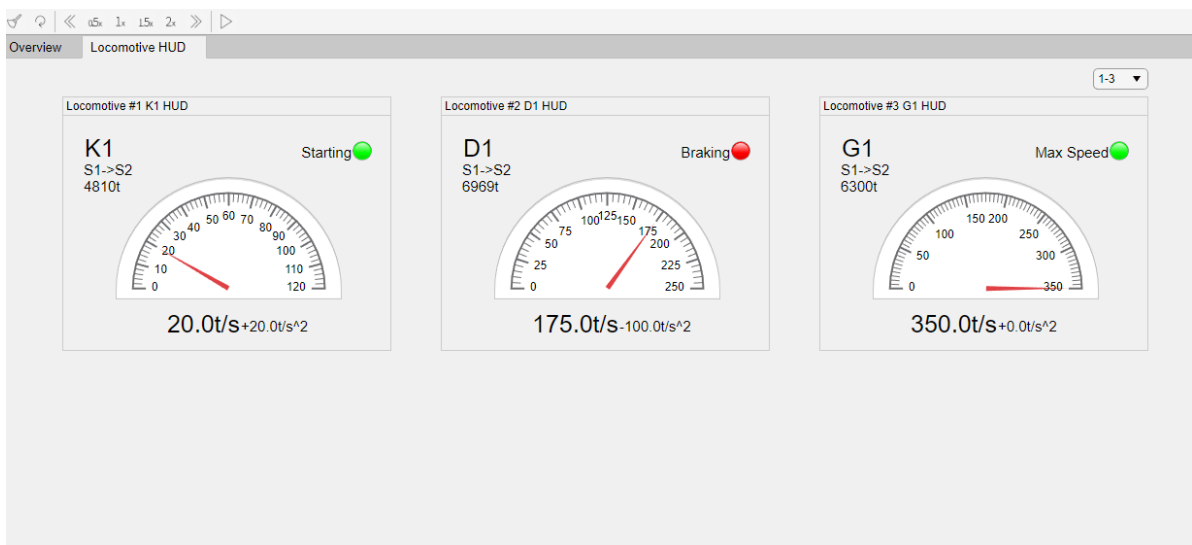 0.5x 1x 1.5x 2x
Overview Locomotive HUD
1-3
Locomotive #1 K1 HUD
K1
Starting
S1->S2
4810t
0 10 20 30 40 50 60 70 80 90 100 110 120
20.0t/s+20.0t/s^2
Locomotive #2 D1 HUD
D1
Braking
S1->S2
6969t
0 25 50 75 100 125 150 175 200 225 250
175.0t/s-100.0t/s^2
Locomotive #3 G1 HUD
G1
Max Speed
S1->S2
6300t
0 50 100 150 200 250 300 350
350.0t/s+0.0t/s^2